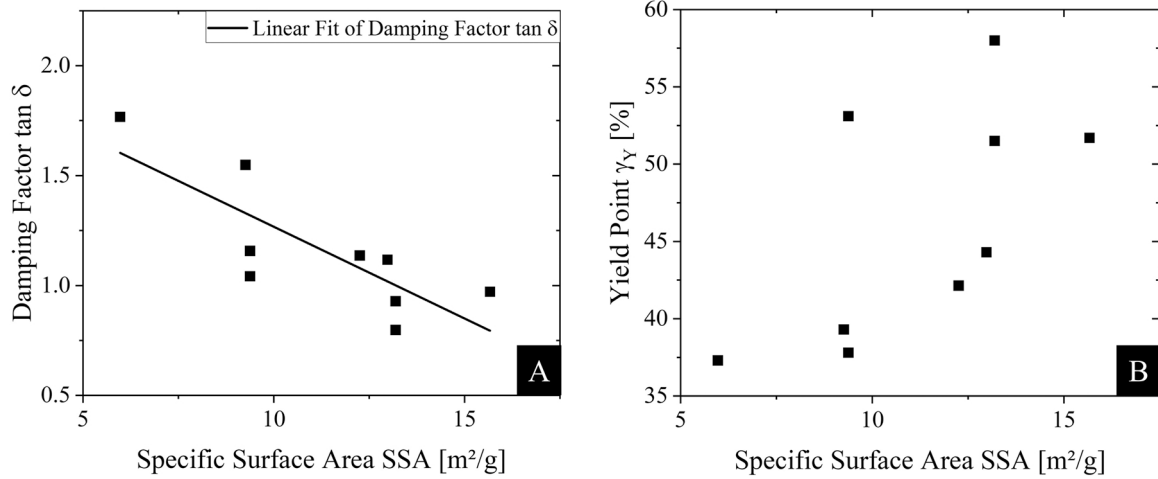 Linear Fit of Damping Factor tan δ
Damping Factor tan δ
2.0
1.5
1.0
0.5
5
10
15
Specific Surface Area SSA [m²/g]
A
Yield Point γY [%]
60
55
50
45
40
35
5
10
15
Specific Surface Area SSA [m²/g]
B